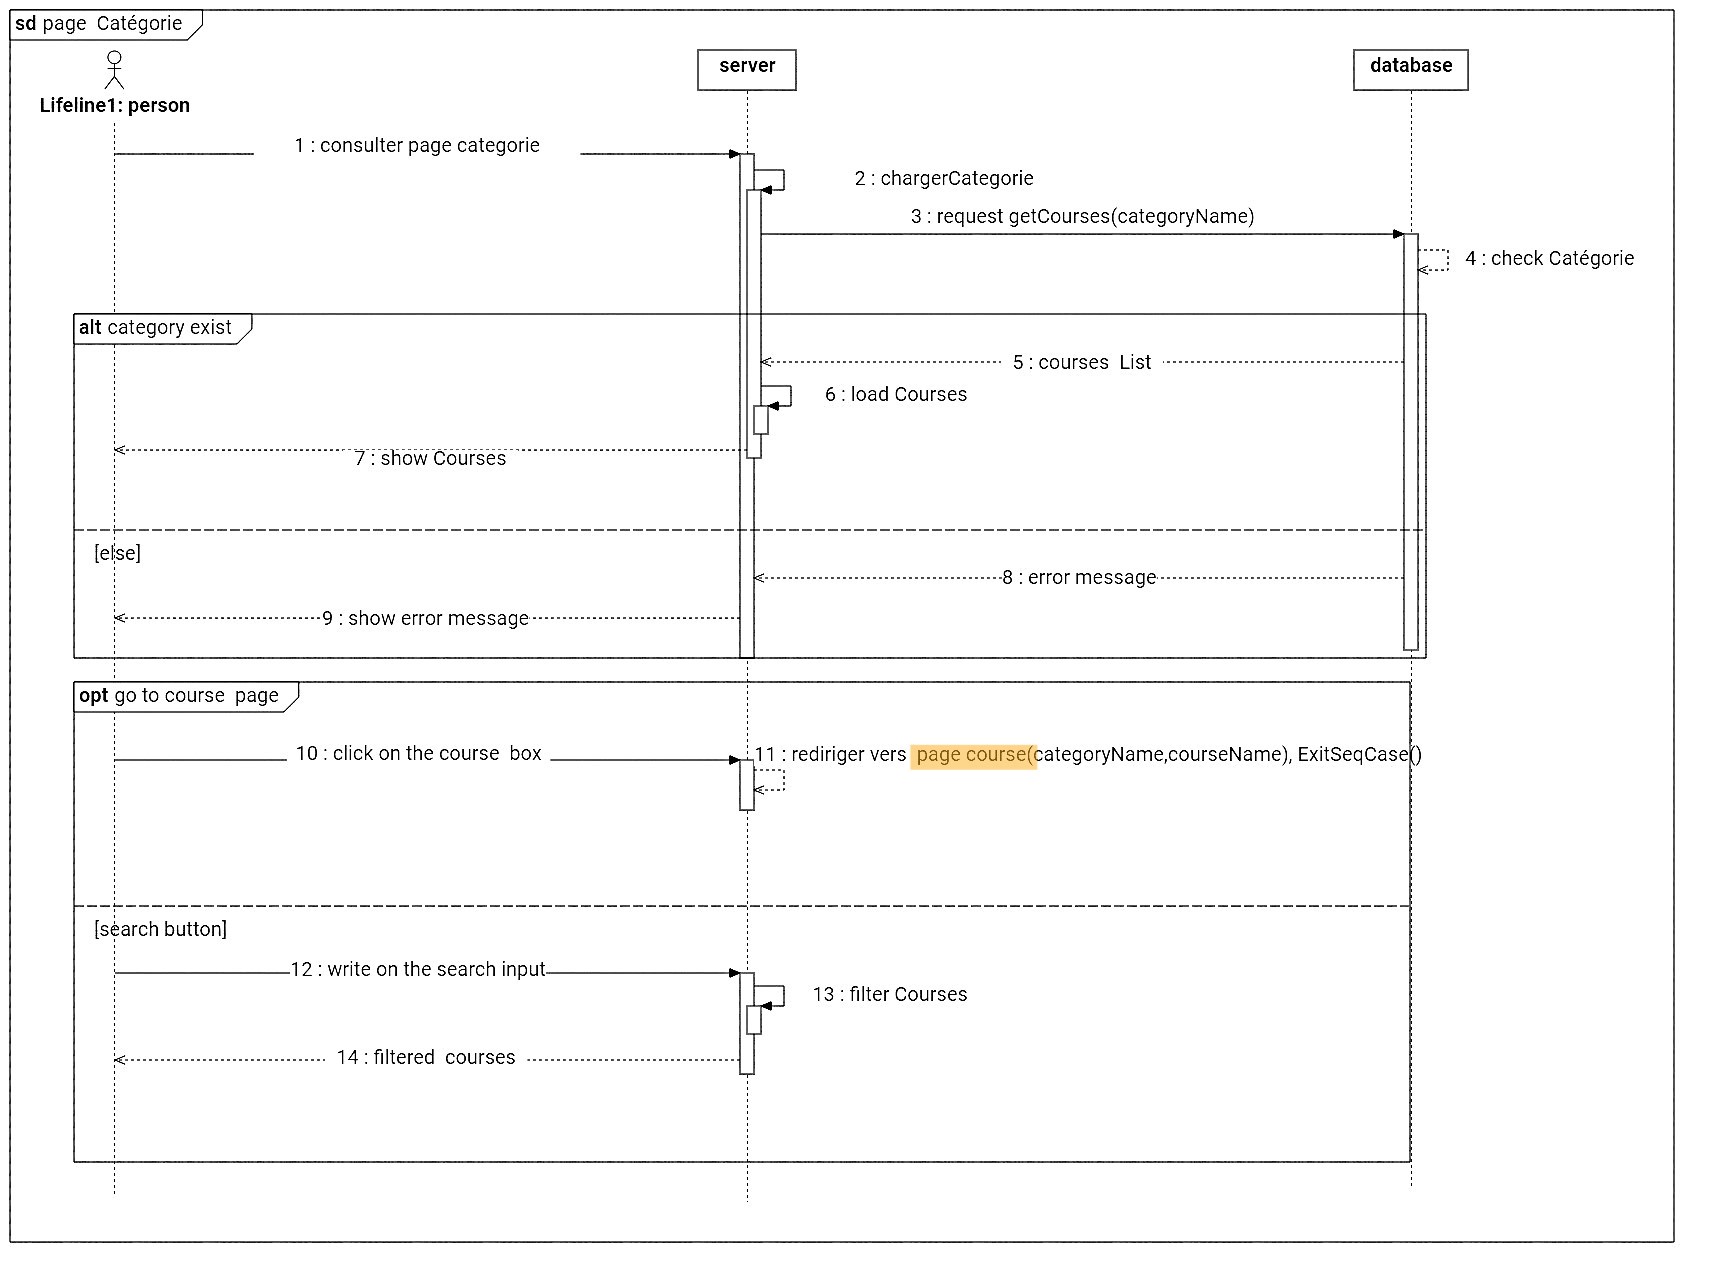 sd page Catégorie
Lifeline1: person
server
database
1 : consulter page categorie
2 : chargerCategorie
3 : request getCourses(categoryName)
4 : check Catégorie
alt category exist
5 : courses List
6 : load Courses
7 : show Courses
[else]
8 : error message
9 : show error message
opt go to course page
10 : click on the course box
11 : rediriger vers page course(categoryName,courseName), ExitSeqCase()
[search button]
12 : write on the search input
13 : filter Courses
14 : filtered courses